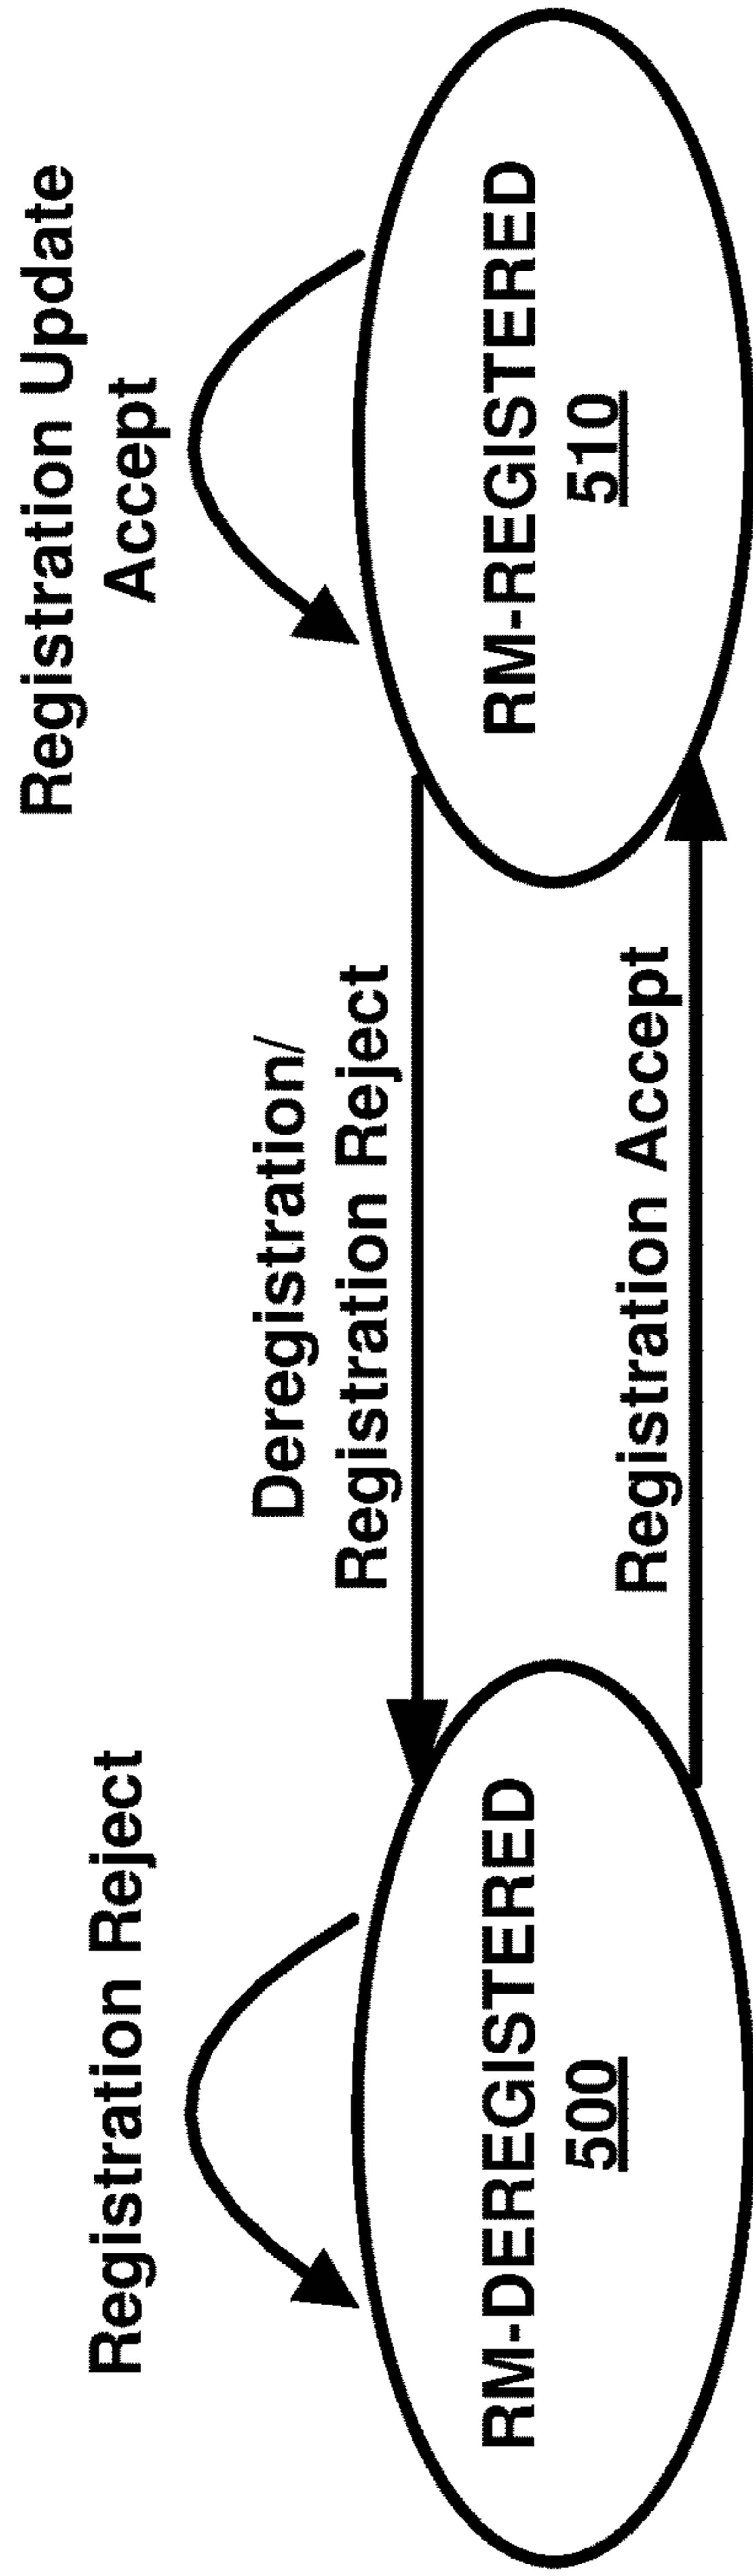 Registration Reject
Registration Update
Accept
Deregistration/
Registration Reject
RM-DEREGISTERED
500
RM-REGISTERED
510
Registration Accept